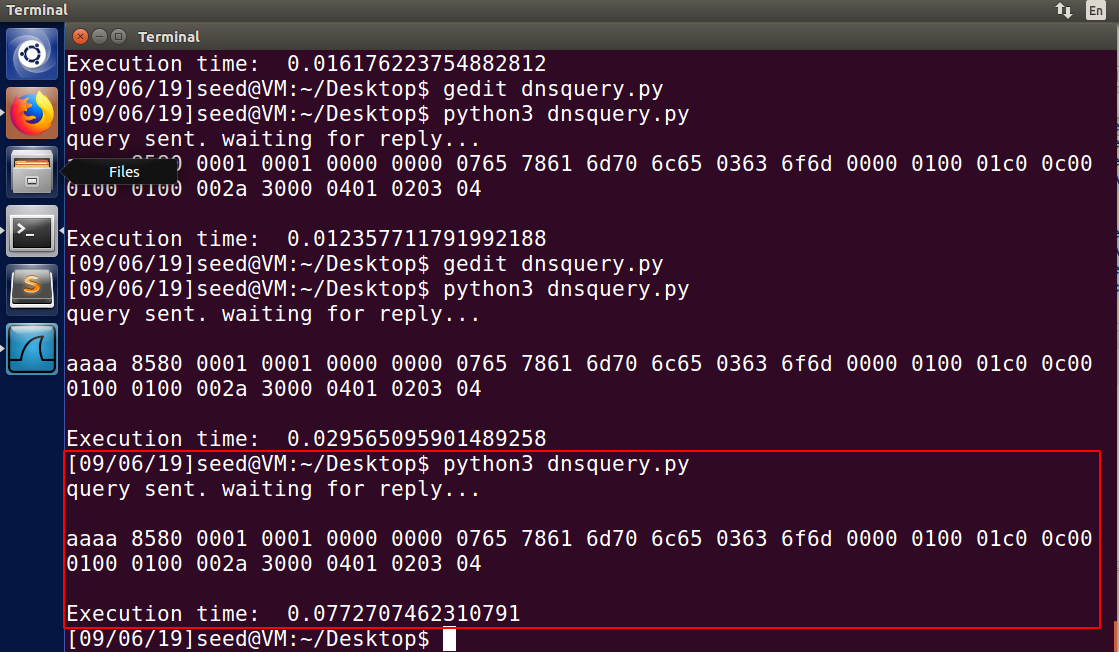 Terminal
En
Terminal
Execution time:  0.016176223754882812
[09/06/19]seed@VM:~/Desktop$ gedit dnsquery.py
[09/06/19]seed@VM:~/Desktop$ python3 dnsquery.py
query sent. waiting for reply...
0001 0001 0000 0000 0765 7861 6d70 6c65 0363 6f6d 0000 0100 01c0 0c00
Files
0100 0100 002a 3000 0401 0203 04
Execution time:  0.012357711791992188
[09/06/19]seed@VM:~/Desktop$ gedit dnsquery.py
[09/06/19]seed@VM:~/Desktop$ python3 dnsquery.py
query sent. waiting for reply...
aaaa 8580 0001 0001 0000 0000 0765 7861 6d70 6c65 0363 6f6d 0000 0100 01c0 0c00
0100 0100 002a 3000 0401 0203 04
Execution time:  0.029565095901489258
[09/06/19]seed@VM:~/Desktop$ python3 dnsquery.py
query sent. waiting for reply...
aaaa 8580 0001 0001 0000 0000 0765 7861 6d70 6c65 0363 6f6d 0000 0100 01c0 0c00
0100 0100 002a 3000 0401 0203 04
Execution time:  0.0772707462310791
[09/06/19]seed@VM:~/Desktop$